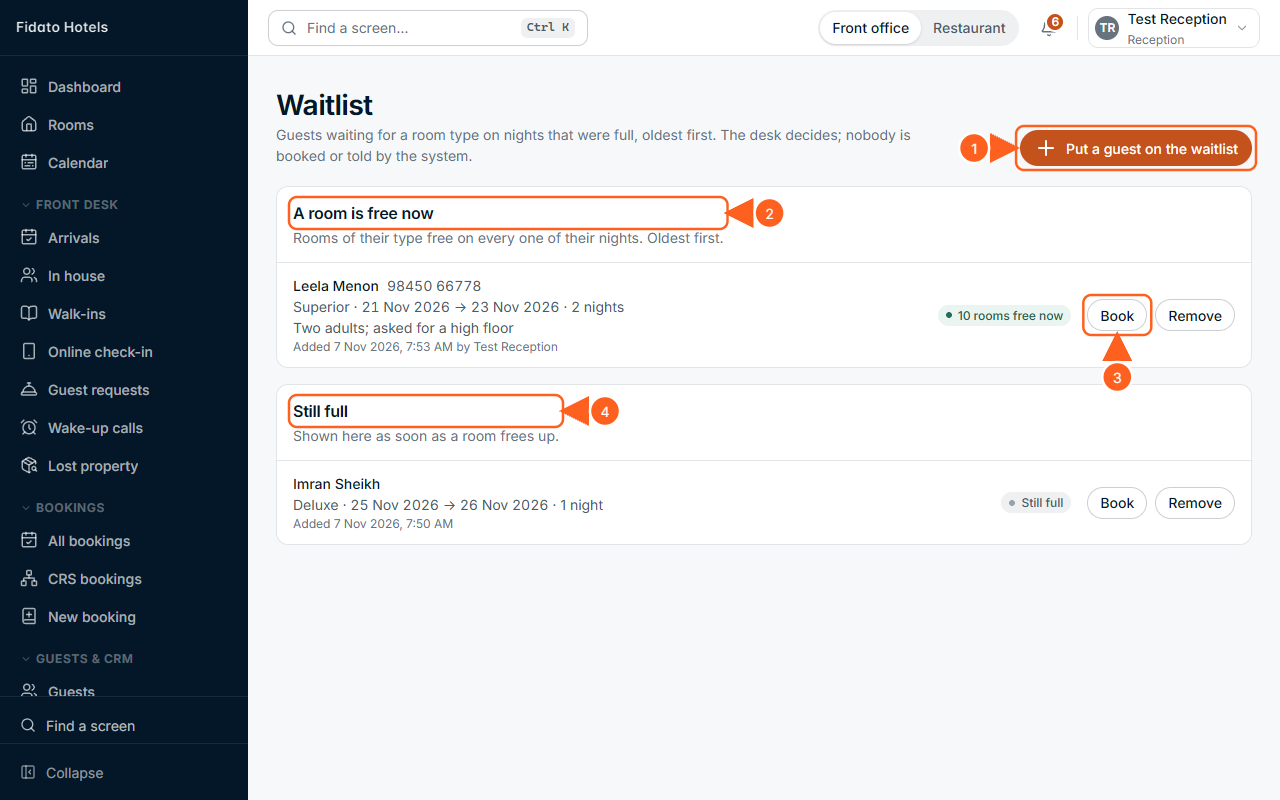 Fidato Hotels
Find a screen...
Ctrl K
Front office
Restaurant
6
TR
Test Reception
Reception
Dashboard
Rooms
Calendar
FRONT DESK
Arrivals
In house
Walk-ins
Online check-in
Guest requests
Wake-up calls
Lost property
BOOKINGS
All bookings
CRS bookings
New booking
GUESTS & CRM
Guests
Find a screen
Collapse
Waitlist
Guests waiting for a room type on nights that were full, oldest first. The desk decides; nobody is
booked or told by the system.
1
Put a guest on the waitlist
A room is free now
2
Rooms of their type free on every one of their nights. Oldest first.
Leela Menon 98450 66778
Superior · 21 Nov 2026 → 23 Nov 2026 · 2 nights
Two adults; asked for a high floor
Added 7 Nov 2026, 7:53 AM by Test Reception
10 rooms free now
Book
Remove
3
Still full
4
Shown here as soon as a room frees up.
Imran Sheikh
Deluxe · 25 Nov 2026 → 26 Nov 2026 · 1 night
Added 7 Nov 2026, 7:50 AM
Still full
Book
Remove